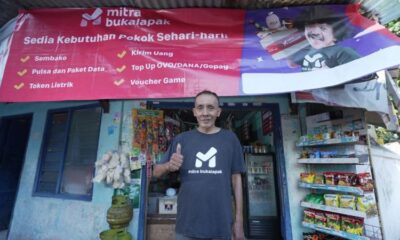 mitra
bukalapak
Sedia Kebutuhan Pokok Sehari-hari
Sembako
Pulsa dan Paket Data
Token Listrik
Kirim Uang
Top Up OVO/DANA/Gopay
Voucher Game
mitra
bukalapak